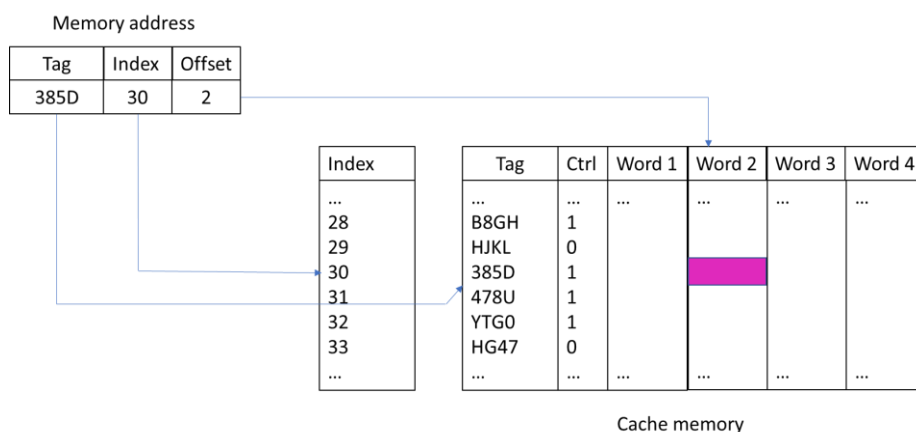 Memory address
Tag Index Offset
385D 30 2
Index Tag Ctrl Word 1 Word 2 Word 3 Word 4
... ... ... ... ... ... ...
28 B8GH 1
29 HJKL 0
30 385D 1
31 478U 1
32 YTG0 1
33 HG47 0
... ... ... ... ... ... ...
Cache memory